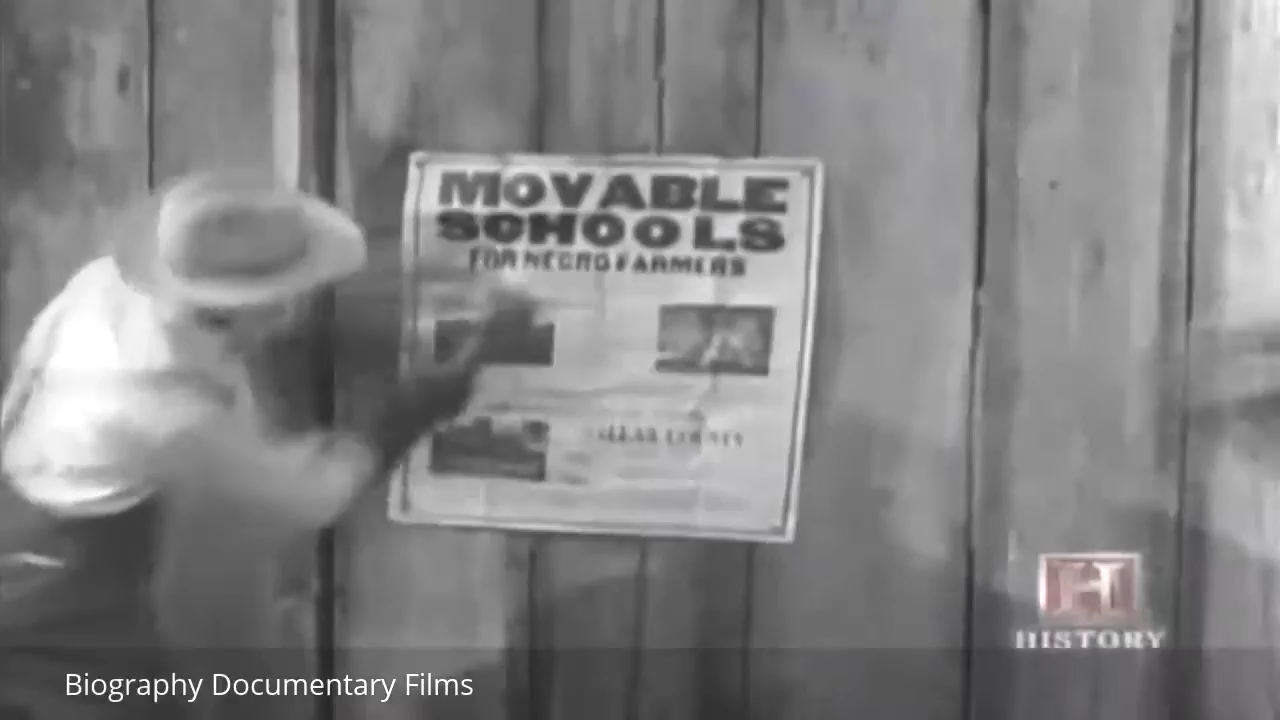 MOVABLE
SCHOOLS
FOR NEGRO FARMERS
HISTORY
Biography Documentary Films